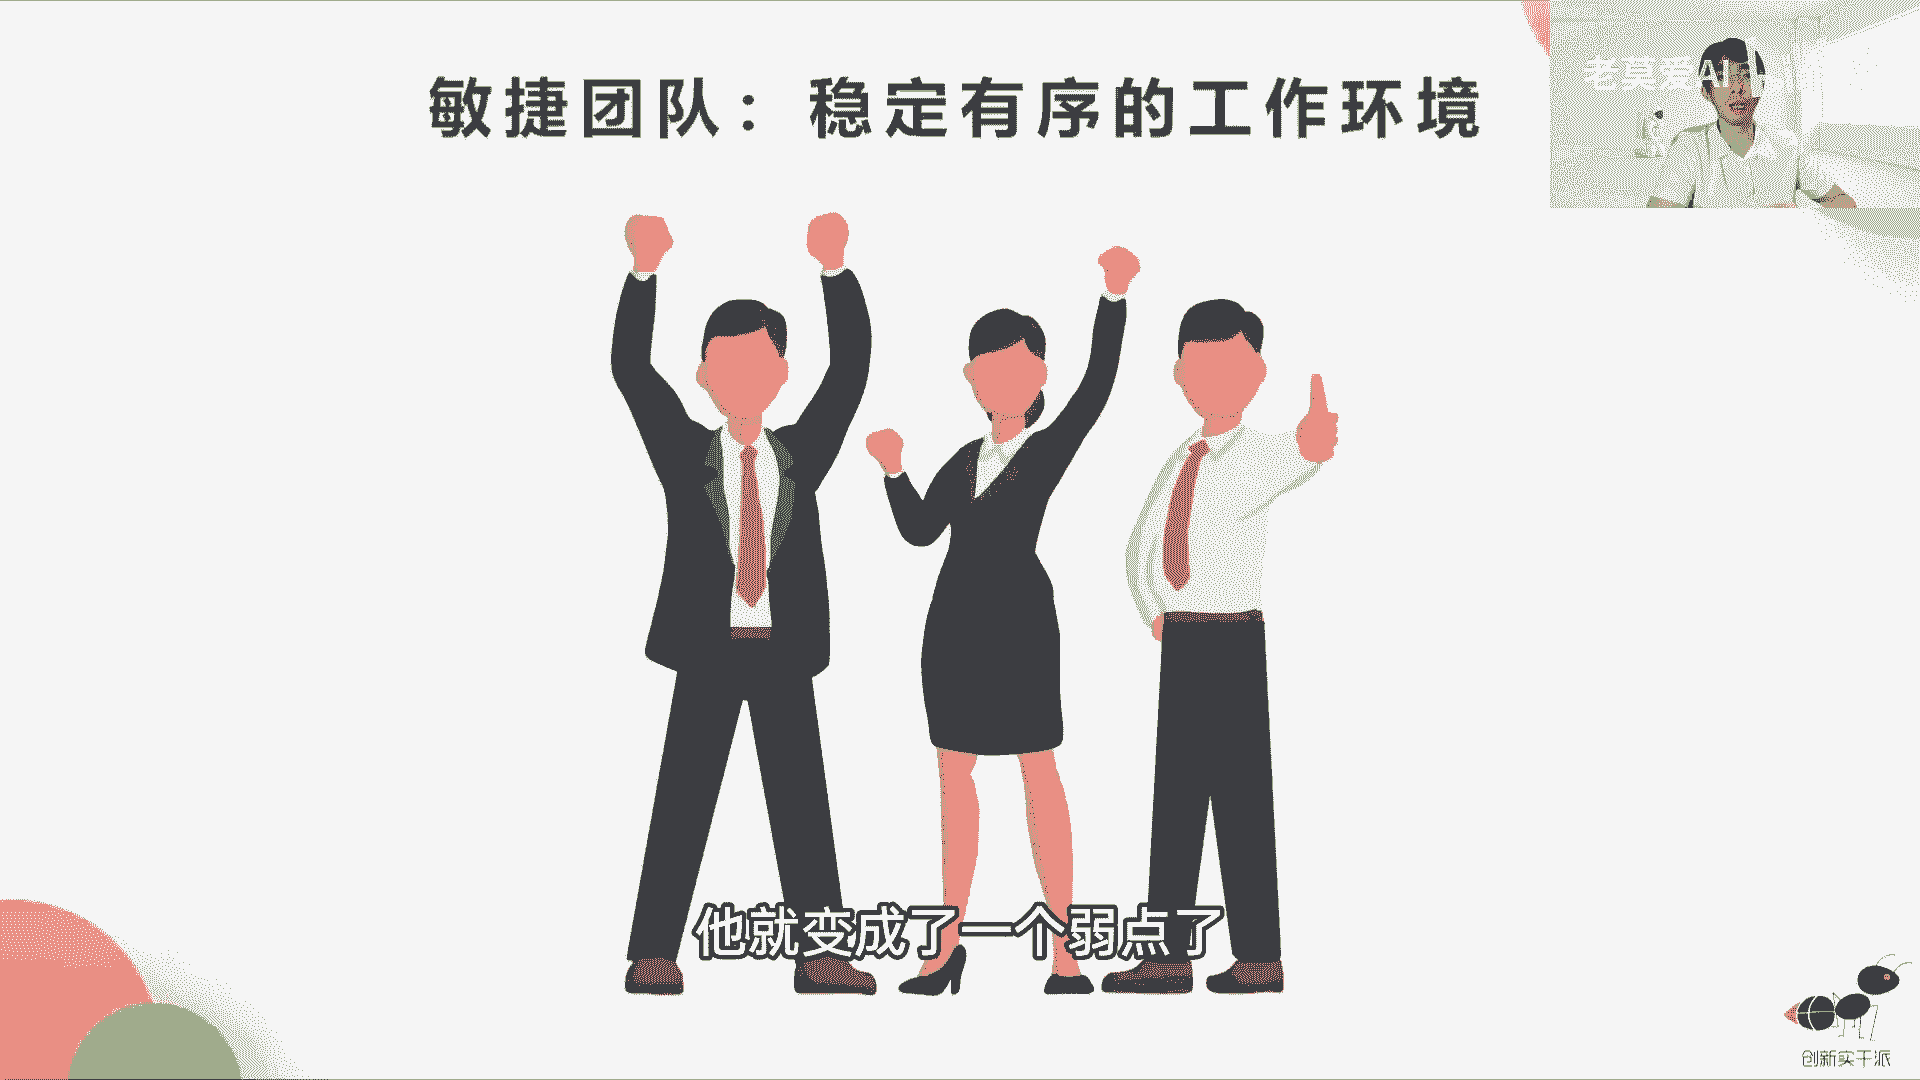 敏捷团队：稳定有序的工作环境
老莫爱AI
他就变成了一个弱点了
创新实干派